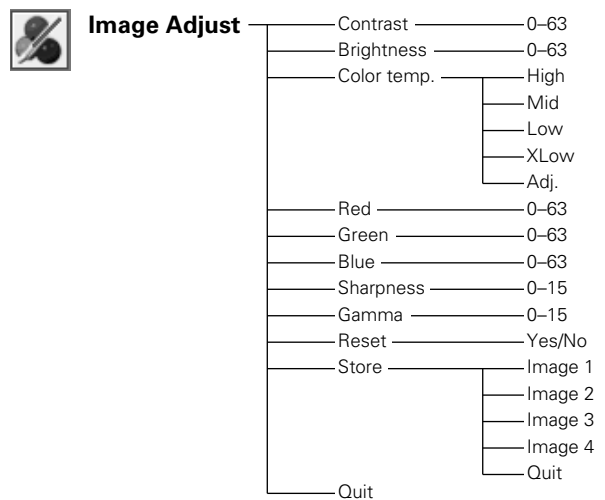 Image Adjust Contrast 0–63
Brightness 0–63
Color temp. High
Mid
Low
XLow
Adj.
Red 0–63
Green 0–63
Blue 0–63
Sharpness 0–15
Gamma 0–15
Reset Yes/No
Store Image 1
Image 2
Image 3
Image 4
Quit
Quit